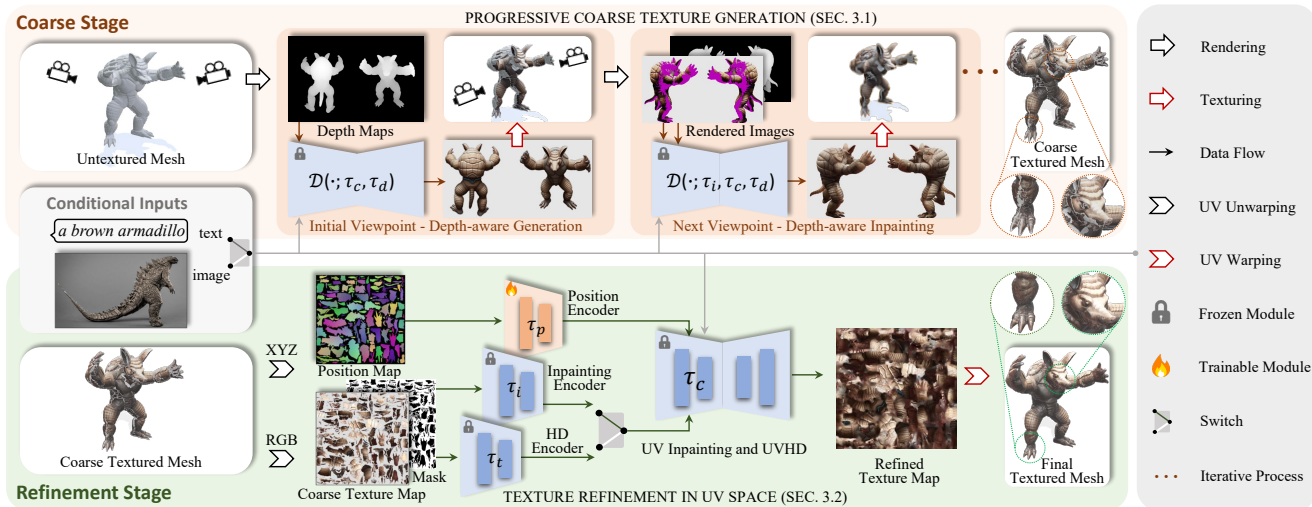 Coarse Stage
PROGRESSIVE COARSE TEXTURE GNERATION (SEC. 3.1)
Untextured Mesh
Depth Maps
𝒟(·; τc, τd)
Initial Viewpoint - Depth-aware Generation
Rendered Images
𝒟(·; τi, τc, τd)
Next Viewpoint - Depth-aware Inpainting
Coarse
Textured Mesh
Conditional Inputs
a brown armadillo
text
image
XYZ
Position Map
τp
Position
Encoder
Inpainting
Encoder
τi
τc
RGB
HD
Encoder
τt
Mask
Coarse Texture Map
UV Inpainting and UVHD
Refined
Texture Map
Final
Textured Mesh
Coarse Textured Mesh
Refinement Stage
TEXTURE REFINEMENT IN UV SPACE (SEC. 3.2)
Rendering
Texturing
Data Flow
UV Unwarping
UV Warping
Frozen Module
Trainable Module
Switch
Iterative Process